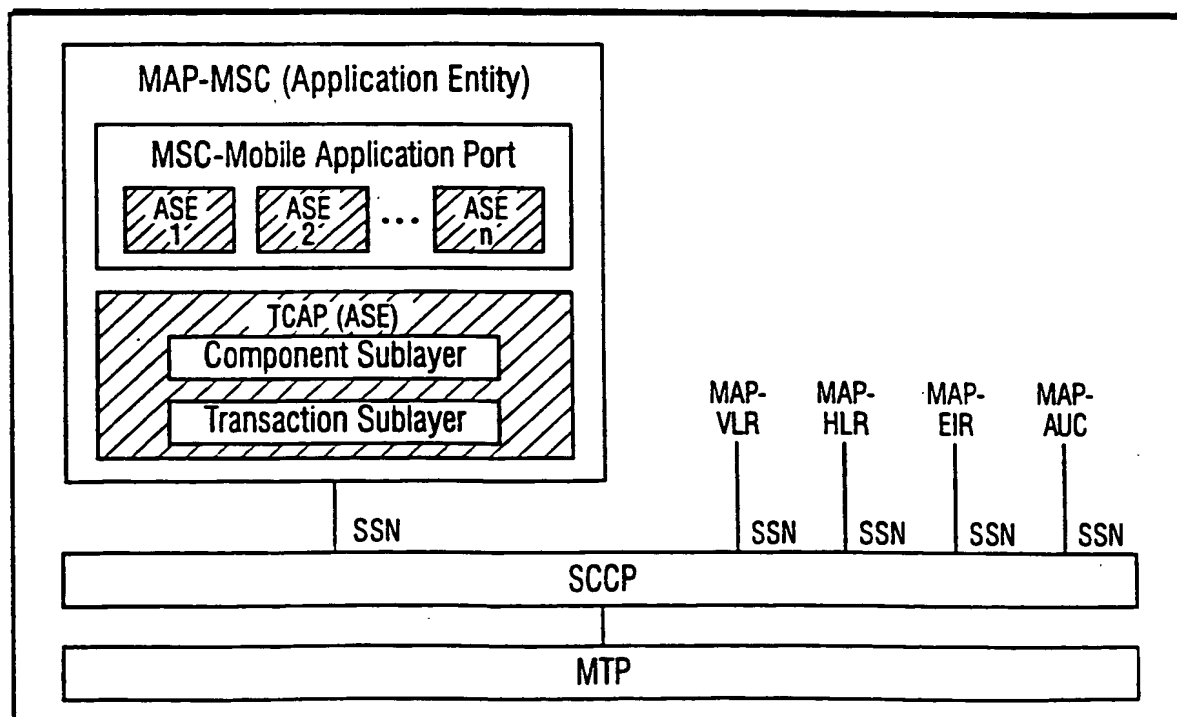 MAP-MSC (Application Entity)
MSC-Mobile Application Port
ASE
1
ASE
2
...
ASE
n
TCAP (ASE)
Component Sublayer
Transaction Sublayer
MAP-
VLR
MAP-
HLR
MAP-
EIR
MAP-
AUC
SSN
SSN
SSN
SSN
SSN
SCCP
MTP